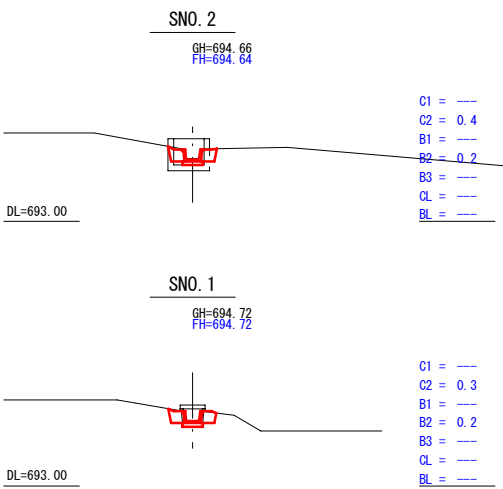 SNO. 2
GH=694.66
FH=694.64
C1 = ---
C2 = 0.4
B1 = ---
B2 = 0.2
B3 = ---
CL = ---
BL = ---
DL=693.00
SNO. 1
GH=694.72
FH=694.72
C1 = ---
C2 = 0.3
B1 = ---
B2 = 0.2
B3 = ---
CL = ---
BL = ---
DL=693.00